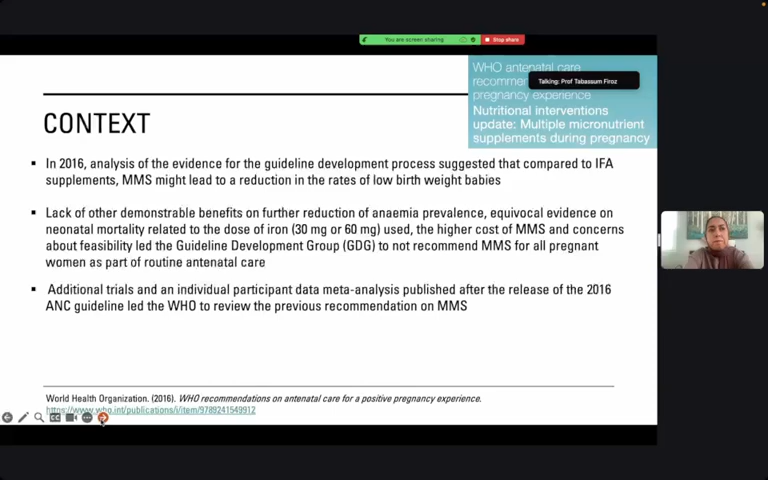 You are screen sharing
Stop share
WHO antenatal care
recommer
Talking: Prof Tabassum Firoz
pregnancy experience
Nutritional interventions
update: Multiple micronutrient
supplements during pregnancy
CONTEXT
▪ In 2016, analysis of the evidence for the guideline development process suggested that compared to IFA
supplements, MMS might lead to a reduction in the rates of low birth weight babies
▪ Lack of other demonstrable benefits on further reduction of anaemia prevalence, equivocal evidence on
neonatal mortality related to the dose of iron (30 mg or 60 mg) used, the higher cost of MMS and concerns
about feasibility led the Guideline Development Group (GDG) to not recommend MMS for all pregnant
women as part of routine antenatal care
▪ Additional trials and an individual participant data meta-analysis published after the release of the 2016
ANC guideline led the WHO to review the previous recommendation on MMS
World Health Organization. (2016). WHO recommendations on antenatal care for a positive pregnancy experience.
https://www.who.int/publications/i/item/9789241549912